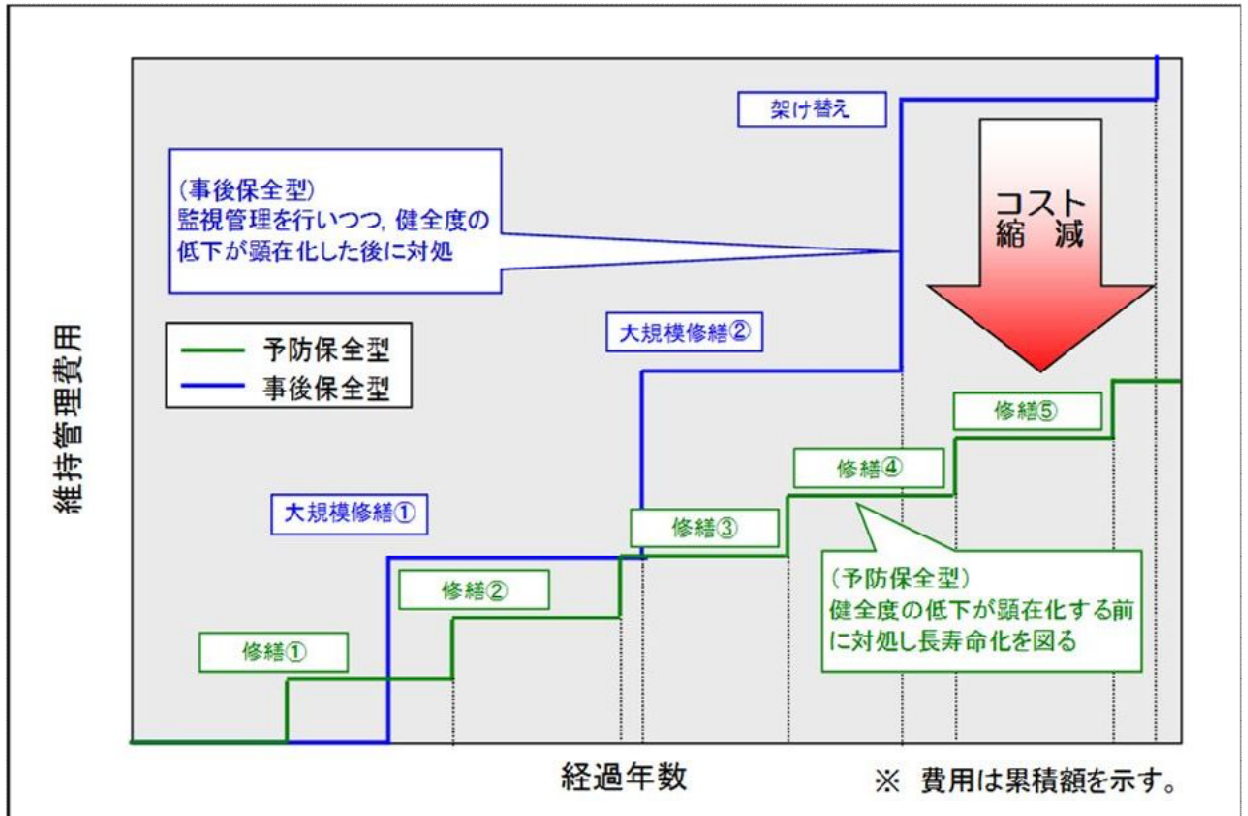 架け替え
(事後保全型)
監視管理を行いつつ, 健全度の
低下が顕在化した後に対処
コスト
縮 減
大規模修繕②
予防保全型
事後保全型
維持管理費用
修繕⑤
修繕④
大規模修繕①
修繕③
(予防保全型)
健全度の低下が顕在化する前
に対処し長寿命化を図る
修繕②
修繕①
経過年数
※ 費用は累積額を示す。